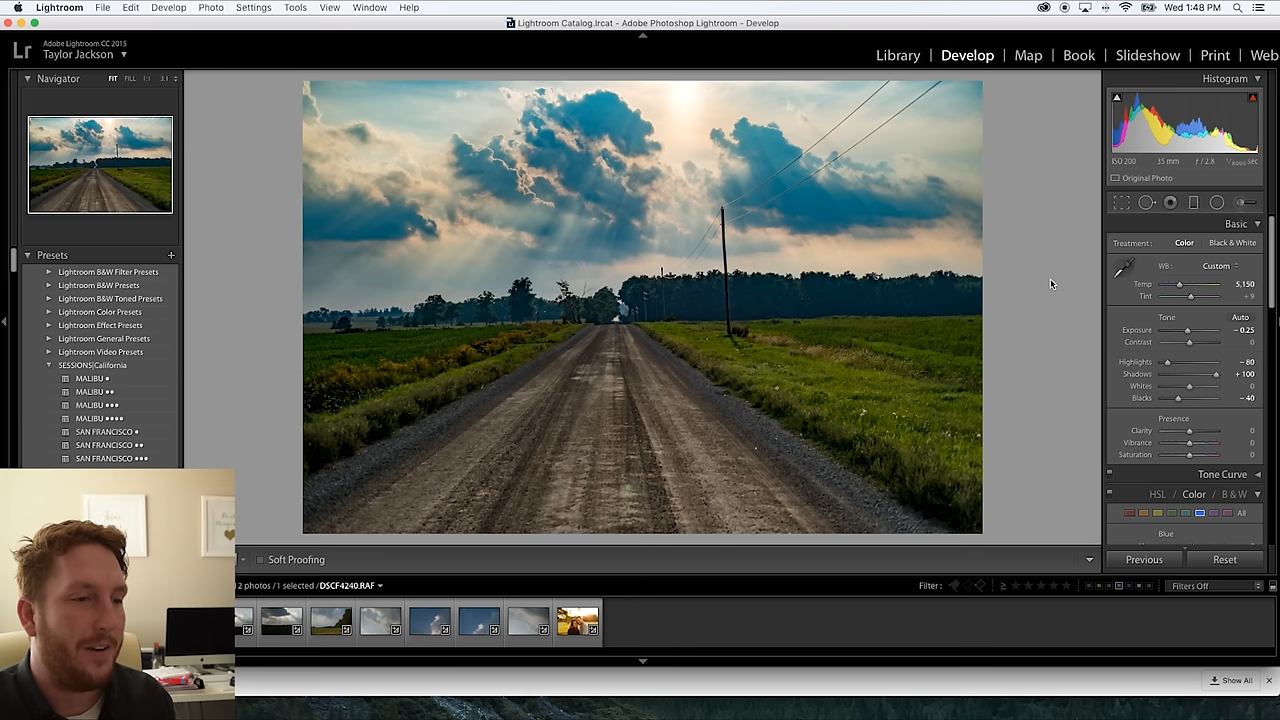 Lightroom File Edit Develop Photo Settings Tools View Window Help Wed 1:48 PM
Lightroom Catalog.lrcat - Adobe Photoshop Lightroom - Develop
Lr Adobe Lightroom CC 2015
Taylor Jackson
Library | Develop | Map | Book | Slideshow | Print | Web
Navigator FIT FILL 1:1 3:1
Histogram
ISO 200 35 mm ƒ / 2.8 1/8000 sec
Original Photo
Presets +
Lightroom B&W Filter Presets
Lightroom B&W Presets
Lightroom B&W Toned Presets
Lightroom Color Presets
Lightroom Effect Presets
Lightroom General Presets
Lightroom Video Presets
SESSIONS|California
MALIBU •
MALIBU ••
MALIBU •••
MALIBU ••••
SAN FRANCISCO •
SAN FRANCISCO ••
SAN FRANCISCO •••
Basic
Treatment : Color Black & White
WB : Custom
Temp 5,150
Tint + 9
Tone Auto
Exposure − 0.25
Contrast 0
Highlights − 80
Shadows + 100
Whites 0
Blacks − 40
Presence
Clarity 0
Vibrance 0
Saturation 0
Tone Curve
HSL / Color / B & W
All
Blue
Previous Reset
Soft Proofing
2 photos / 1 selected / DSCF4240.RAF
Filter : ≥ Filters Off
Show All